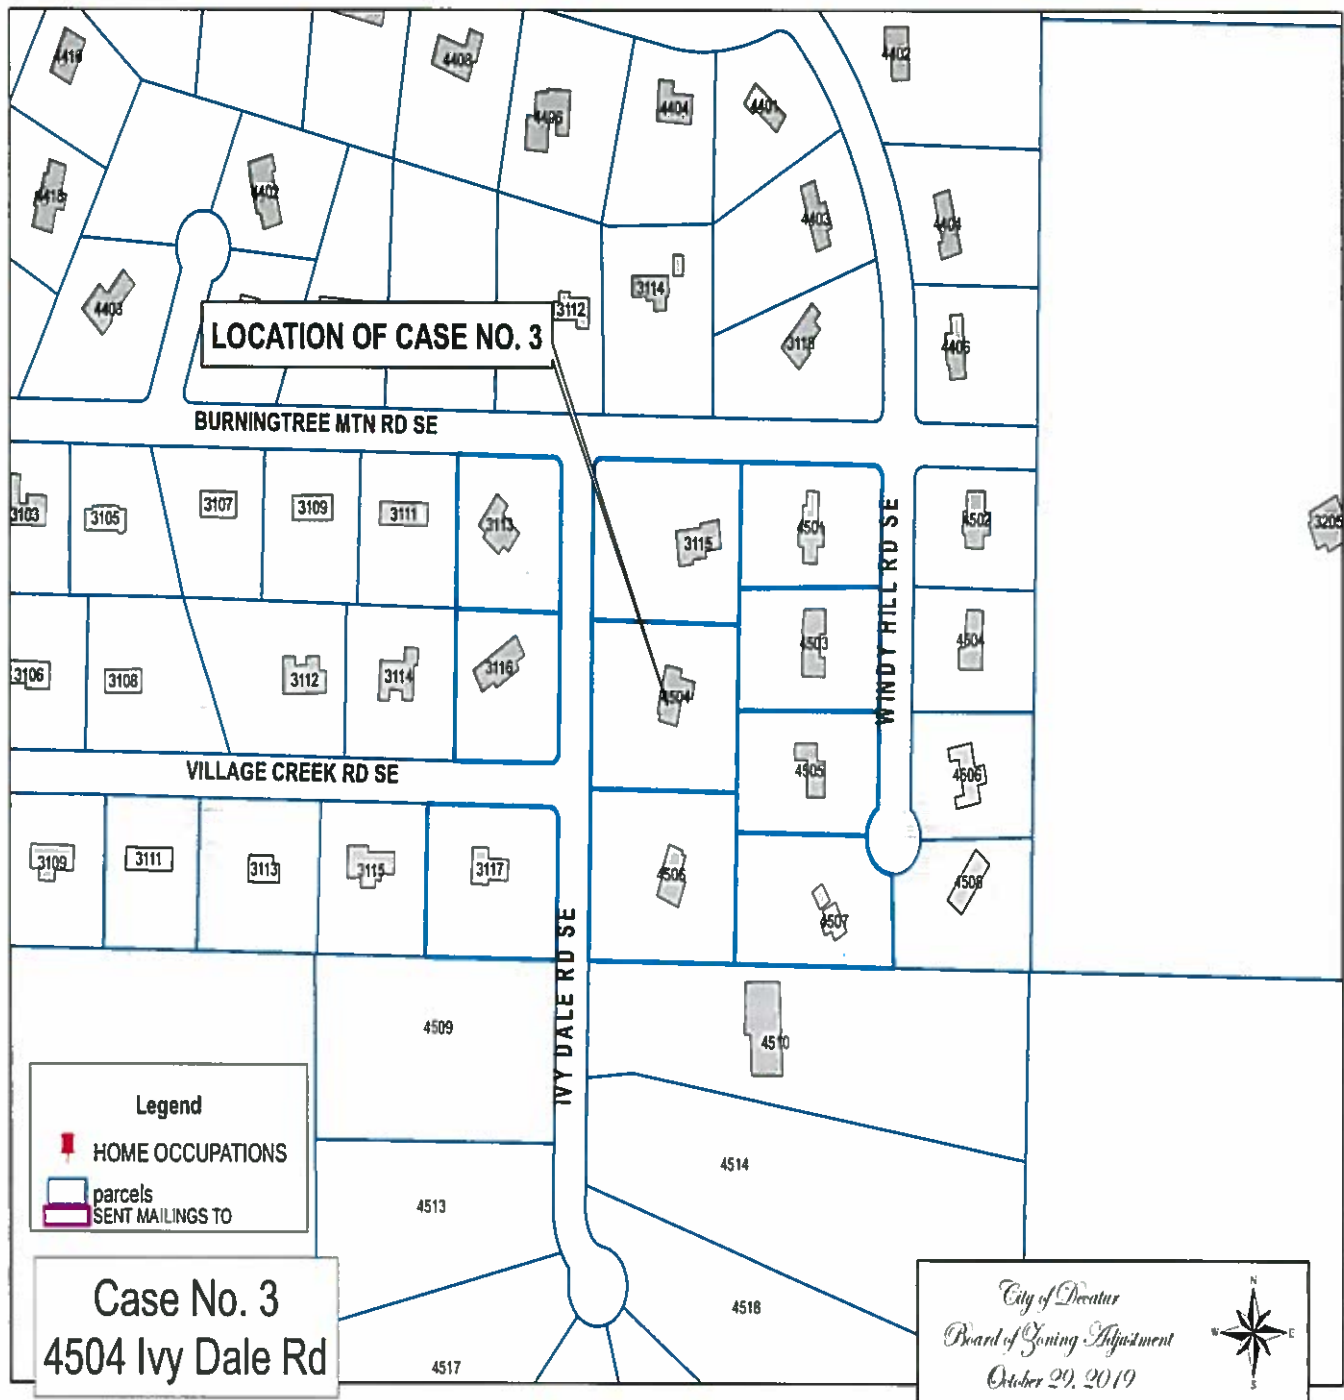 4419
4408
4402
4496
4404
4401
4418
4402
4403
4404
4403
3112
3114
3118
4406
LOCATION OF CASE NO. 3
BURNINGTREE MTN RD SE
3103
3105
3107
3109
3111
3113
3115
4501
4502
3205
WINDY HILL RD SE
3106
3108
3112
3114
3116
4504
4503
4504
VILLAGE CREEK RD SE
4505
4506
3109
3111
3113
3115
3117
4506
4507
4508
IVY DALE RD SE
4509
4510
Legend
HOME OCCUPATIONS
parcels
SENT MAILINGS TO
4514
4513
4518
4517
Case No. 3
4504 Ivy Dale Rd
City of Decatur
Board of Zoning Adjustment
October 29, 2019
N
W
E
S